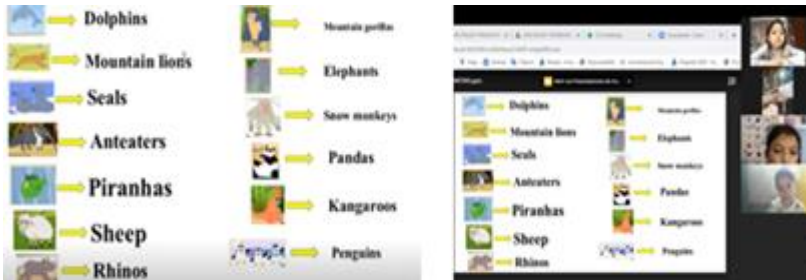 Dolphins
Mountain lion's
Seals
Anteaters
Piranhas
Sheep
Rhinos
Mountain gorillas
Elephants
Snow monkeys
Pandas
Kangaroos
Penguins
Dolphins
Mountain lions
Seals
Anteaters
Piranhas
Sheep
Rhinos
Mountain gorillas
Elephants
Snow monkeys
Pandas
Kangaroos
Penguins